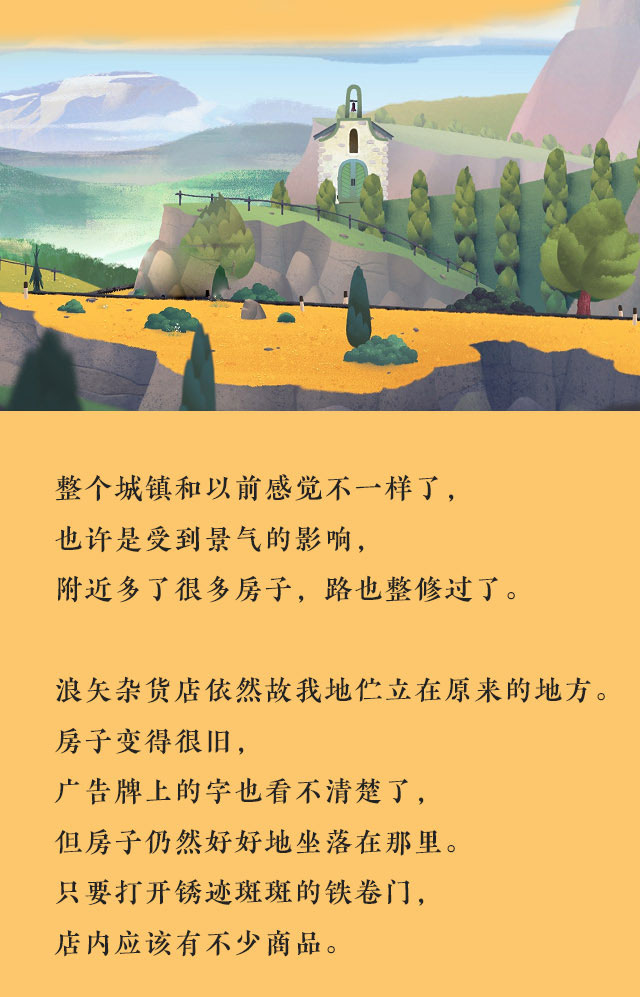 整个城镇和以前感觉不一样了，
也许是受到景气的影响，
附近多了很多房子，路也整修过了。
浪矢杂货店依然故我地伫立在原来的地方。
房子变得很旧，
广告牌上的字也看不清楚了，
但房子仍然好好地坐落在那里。
只要打开锈迹斑斑的铁卷门，
店内应该有不少商品。